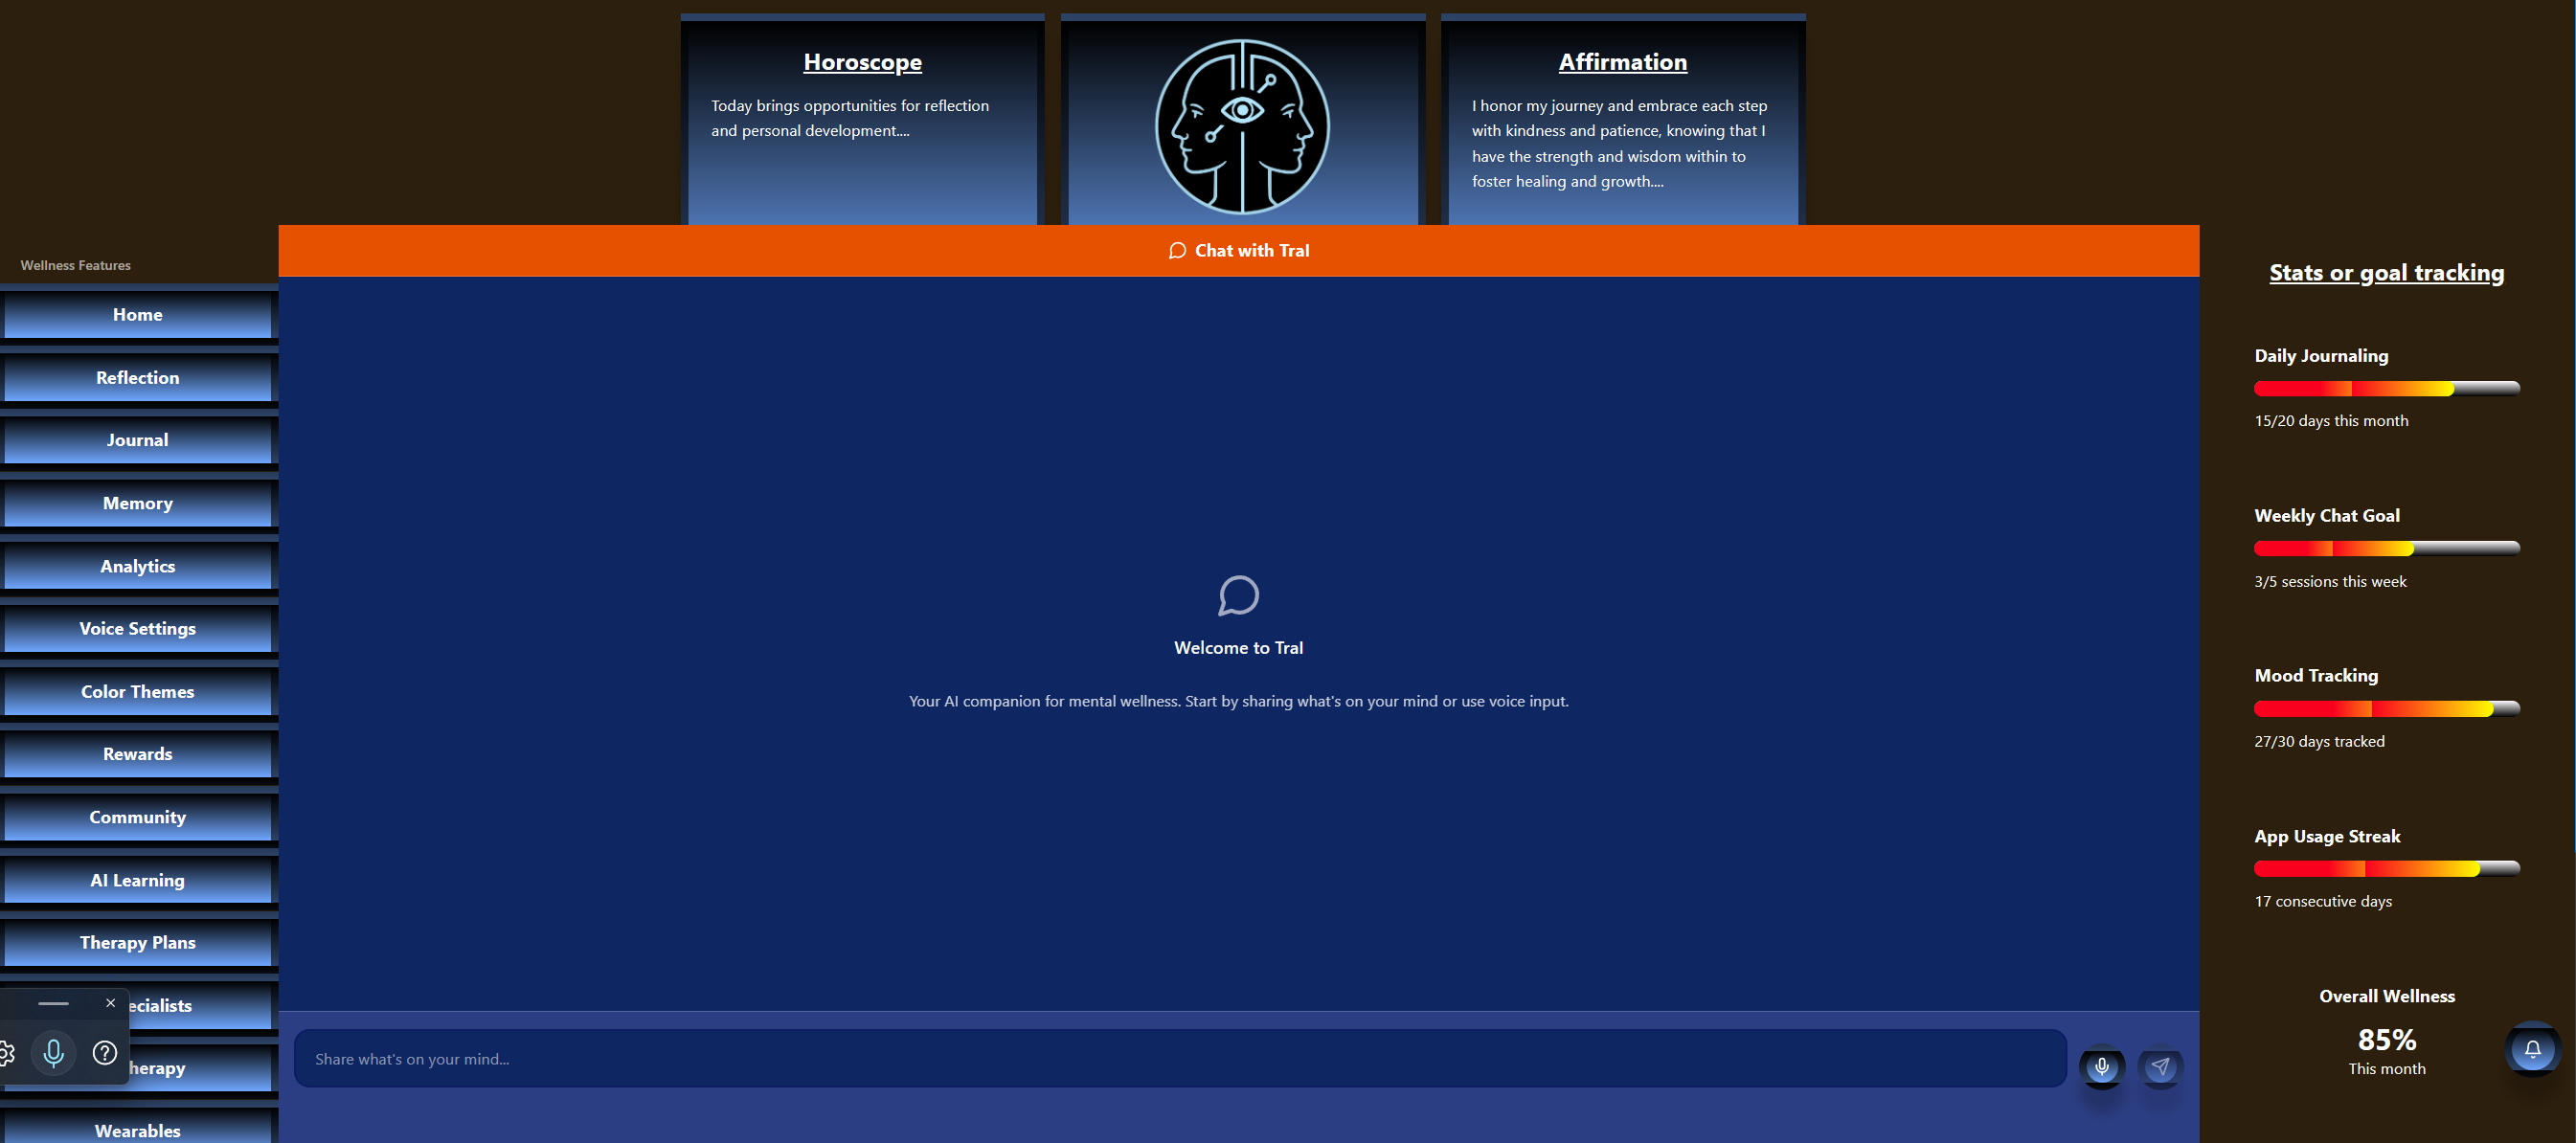 Horoscope
Today brings opportunities for reflection
and personal development....
Affirmation
I honor my journey and embrace each step
with kindness and patience, knowing that I
have the strength and wisdom within to
foster healing and growth....
Chat with Tral
Wellness Features
Home
Reflection
Journal
Memory
Analytics
Voice Settings
Color Themes
Rewards
Community
AI Learning
Therapy Plans
ecialists
herapy
Wearables
Welcome to Tral
Your AI companion for mental wellness. Start by sharing what's on your mind or use voice input.
Share what's on your mind...
Stats or goal tracking
Daily Journaling
15/20 days this month
Weekly Chat Goal
3/5 sessions this week
Mood Tracking
27/30 days tracked
App Usage Streak
17 consecutive days
Overall Wellness
85%
This month